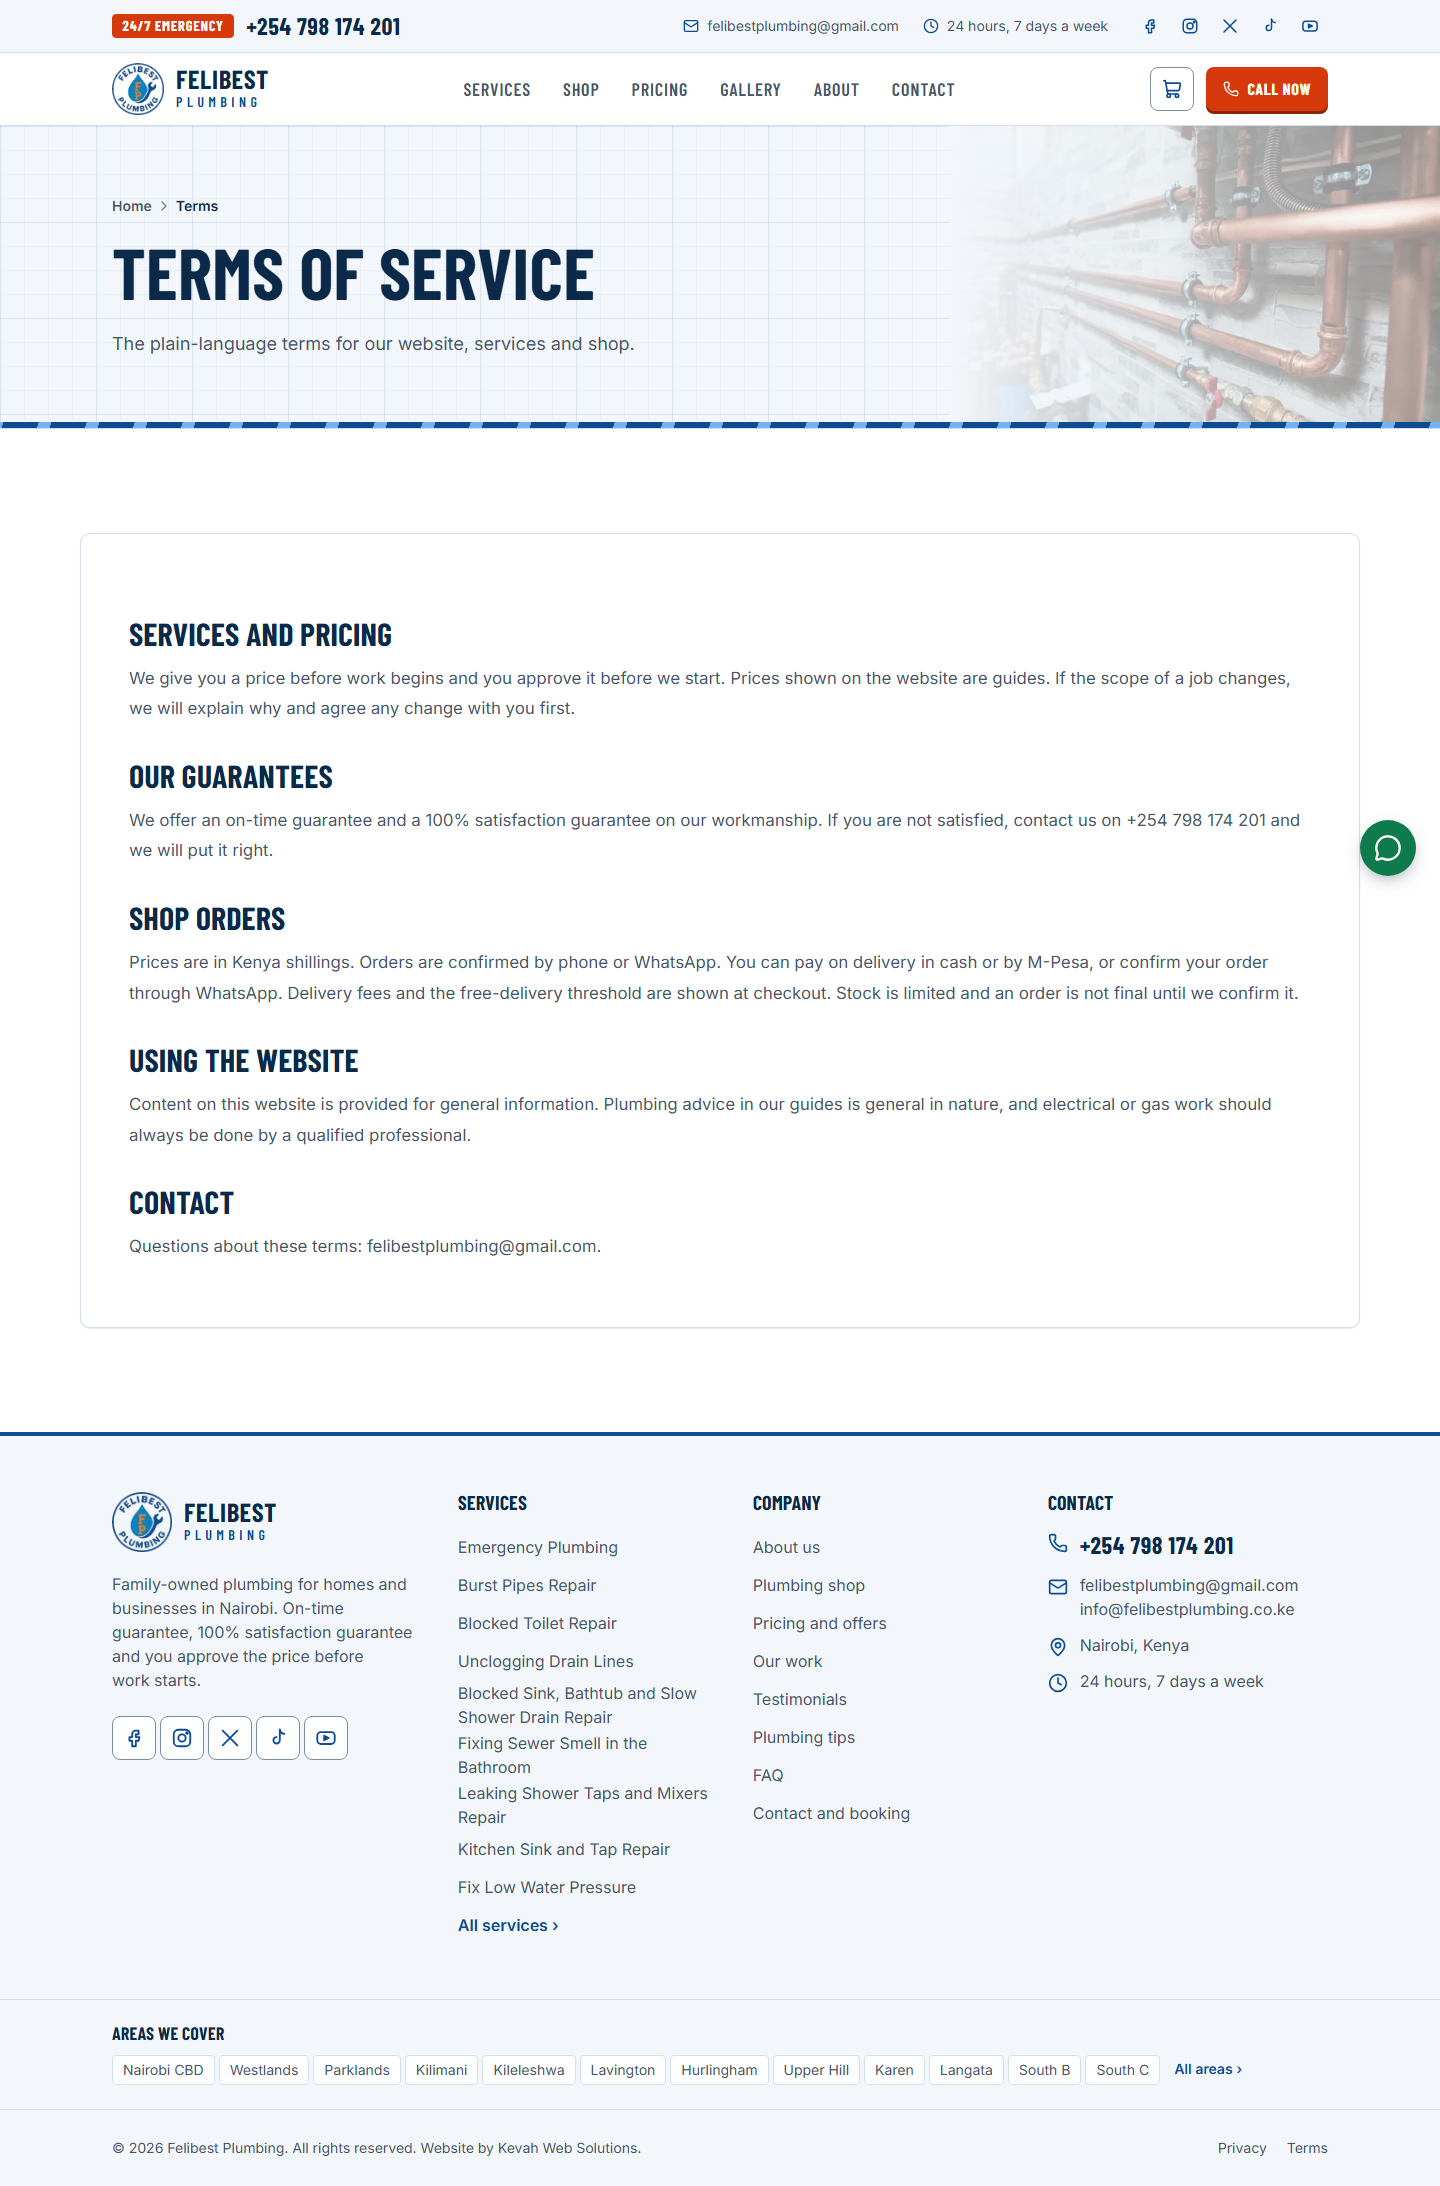 24/7 EMERGENCY +254 798 174 201 felibestplumbing@gmail.com 24 hours, 7 days a week
FELIBEST PLUMBING
FELIBEST
PLUMBING
SERVICES SHOP PRICING GALLERY ABOUT CONTACT
CALL NOW
Home > Terms
TERMS OF SERVICE
The plain-language terms for our website, services and shop.
SERVICES AND PRICING
We give you a price before work begins and you approve it before we start. Prices shown on the website are guides. If the scope of a job changes,
we will explain why and agree any change with you first.
OUR GUARANTEES
We offer an on-time guarantee and a 100% satisfaction guarantee on our workmanship. If you are not satisfied, contact us on +254 798 174 201 and
we will put it right.
SHOP ORDERS
Prices are in Kenya shillings. Orders are confirmed by phone or WhatsApp. You can pay on delivery in cash or by M-Pesa, or confirm your order
through WhatsApp. Delivery fees and the free-delivery threshold are shown at checkout. Stock is limited and an order is not final until we confirm it.
USING THE WEBSITE
Content on this website is provided for general information. Plumbing advice in our guides is general in nature, and electrical or gas work should
always be done by a qualified professional.
CONTACT
Questions about these terms: felibestplumbing@gmail.com.
FELIBEST PLUMBING
FELIBEST
PLUMBING
Family-owned plumbing for homes and
businesses in Nairobi. On-time
guarantee, 100% satisfaction guarantee
and you approve the price before
work starts.
SERVICES
Emergency Plumbing
Burst Pipes Repair
Blocked Toilet Repair
Unclogging Drain Lines
Blocked Sink, Bathtub and Slow
Shower Drain Repair
Fixing Sewer Smell in the
Bathroom
Leaking Shower Taps and Mixers
Repair
Kitchen Sink and Tap Repair
Fix Low Water Pressure
All services ›
COMPANY
About us
Plumbing shop
Pricing and offers
Our work
Testimonials
Plumbing tips
FAQ
Contact and booking
CONTACT
+254 798 174 201
felibestplumbing@gmail.com
info@felibestplumbing.co.ke
Nairobi, Kenya
24 hours, 7 days a week
AREAS WE COVER
Nairobi CBD Westlands Parklands Kilimani Kileleshwa Lavington Hurlingham Upper Hill Karen Langata South B South C All areas ›
© 2026 Felibest Plumbing. All rights reserved. Website by Kevah Web Solutions.
Privacy Terms